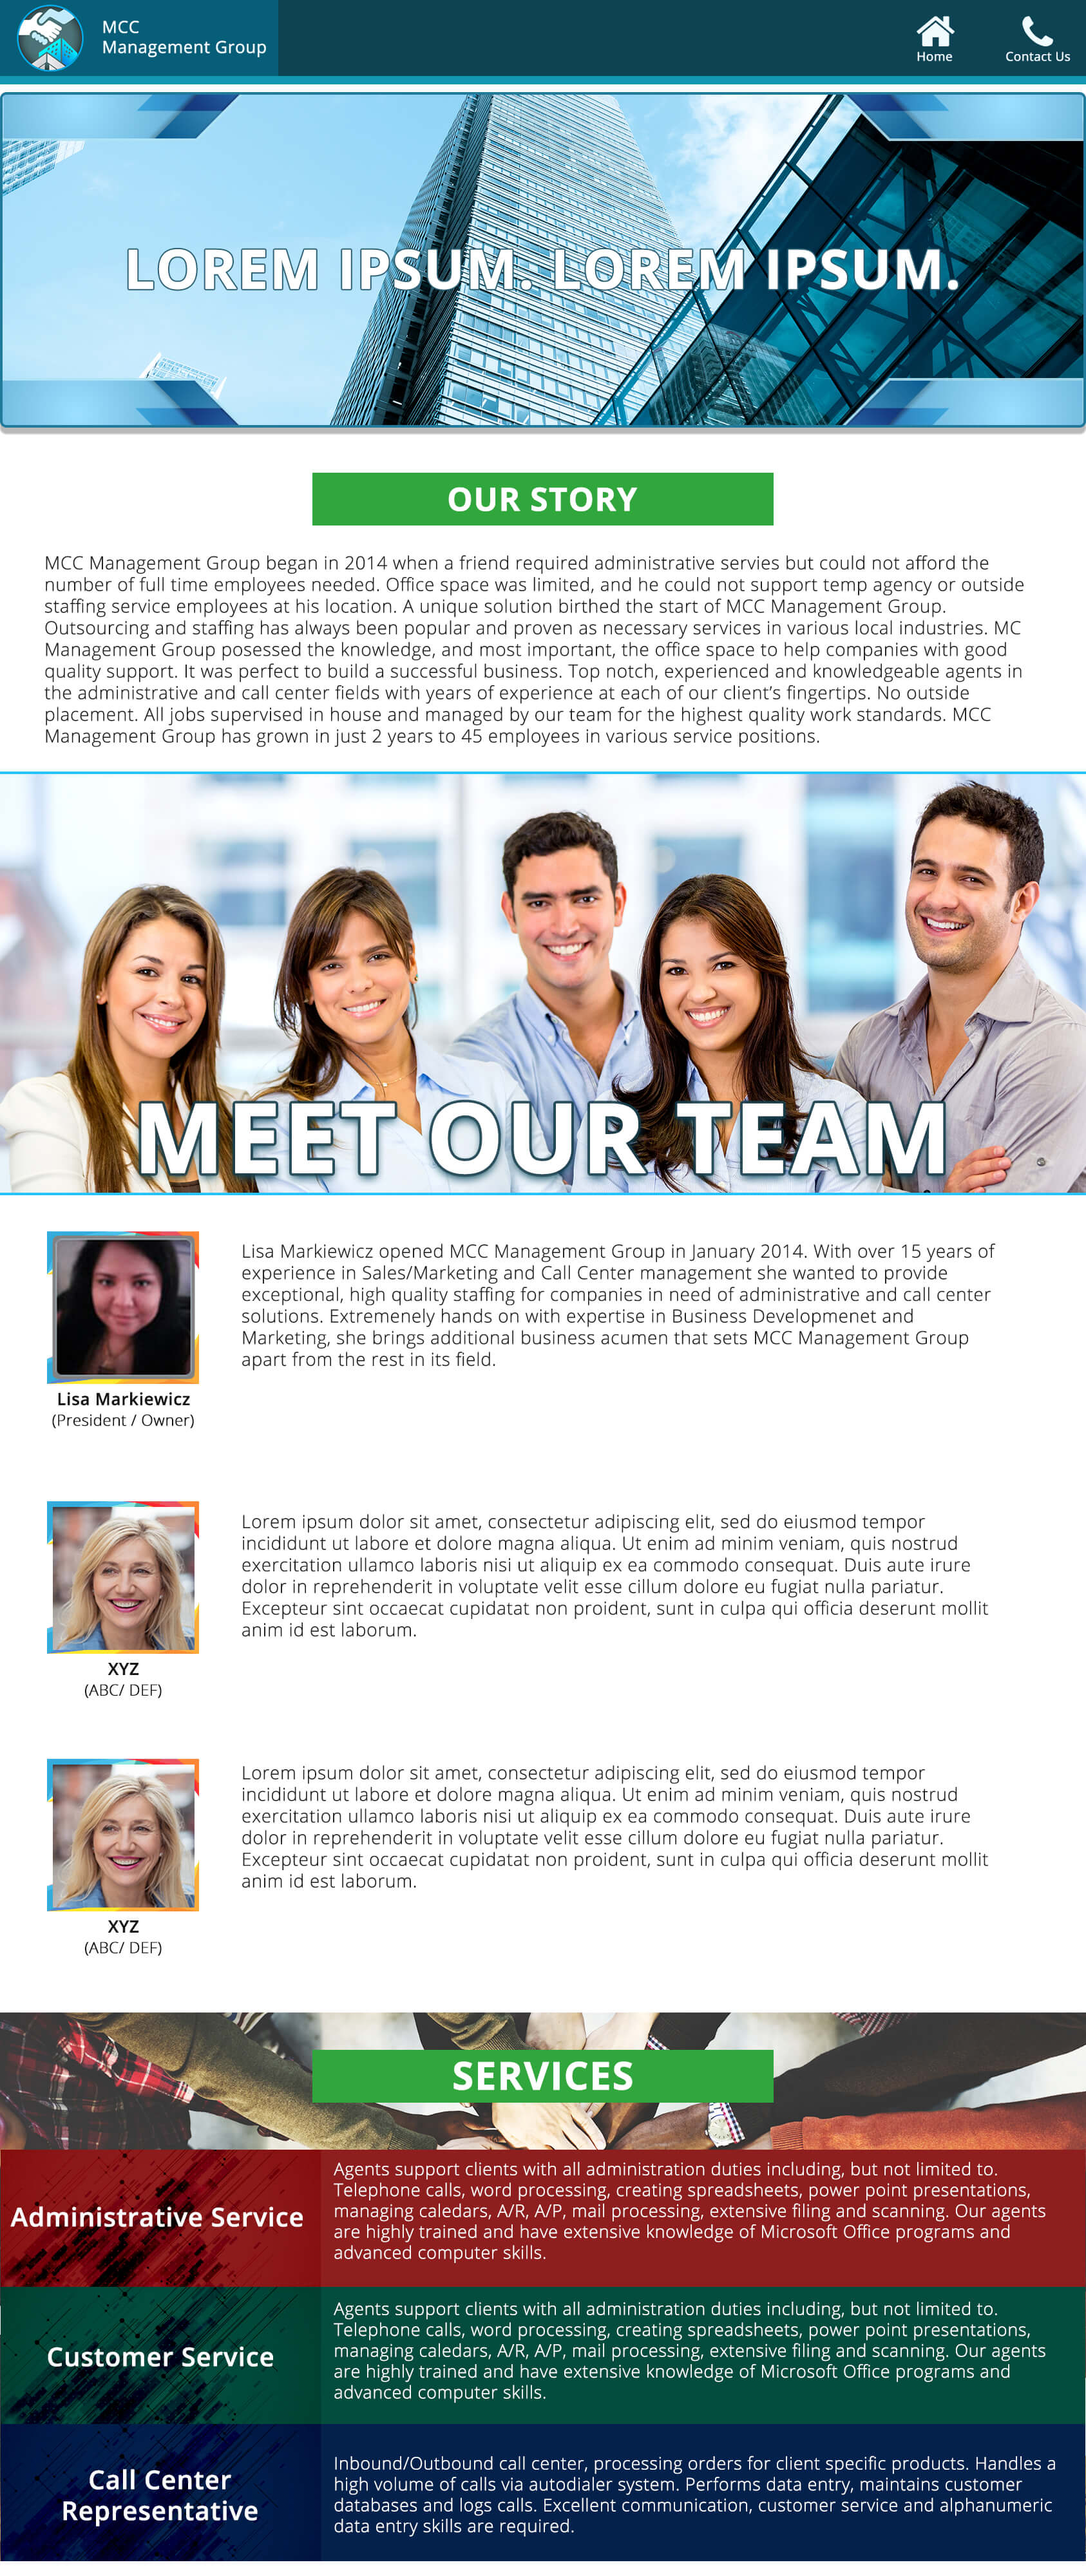 MCC
Management Group
Home
Contact Us
LOREM IPSUM. LOREM IPSUM.
OUR STORY
MCC Management Group began in 2014 when a friend required administrative servies but could not afford the
number of full time employees needed. Office space was limited, and he could not support temp agency or outside
staffing service employees at his location. A unique solution birthed the start of MCC Management Group.
Outsourcing and staffing has always been popular and proven as necessary services in various local industries. MC
Management Group posessed the knowledge, and most important, the office space to help companies with good
quality support. It was perfect to build a successful business. Top notch, experienced and knowledgeable agents in
the administrative and call center fields with years of experience at each of our client's fingertips. No outside
placement. All jobs supervised in house and managed by our team for the highest quality work standards. MCC
Management Group has grown in just 2 years to 45 employees in various service positions.
MEET OUR TEAM
Lisa Markiewicz opened MCC Management Group in January 2014. With over 15 years of
experience in Sales/Marketing and Call Center management she wanted to provide
exceptional, high quality staffing for companies in need of administrative and call center
solutions. Extremenely hands on with expertise in Business Developmenet and
Marketing, she brings additional business acumen that sets MCC Management Group
apart from the rest in its field.
Lisa Markiewicz
(President / Owner)
Lorem ipsum dolor sit amet, consectetur adipiscing elit, sed do eiusmod tempor
incididunt ut labore et dolore magna aliqua. Ut enim ad minim veniam, quis nostrud
exercitation ullamco laboris nisi ut aliquip ex ea commodo consequat. Duis aute irure
dolor in reprehenderit in voluptate velit esse cillum dolore eu fugiat nulla pariatur.
Excepteur sint occaecat cupidatat non proident, sunt in culpa qui officia deserunt mollit
anim id est laborum.
XYZ
(ABC/ DEF)
Lorem ipsum dolor sit amet, consectetur adipiscing elit, sed do eiusmod tempor
incididunt ut labore et dolore magna aliqua. Ut enim ad minim veniam, quis nostrud
exercitation ullamco laboris nisi ut aliquip ex ea commodo consequat. Duis aute irure
dolor in reprehenderit in voluptate velit esse cillum dolore eu fugiat nulla pariatur.
Excepteur sint occaecat cupidatat non proident, sunt in culpa qui officia deserunt mollit
anim id est laborum.
XYZ
(ABC/ DEF)
SERVICES
Administrative Service
Agents support clients with all administration duties including, but not limited to.
Telephone calls, word processing, creating spreadsheets, power point presentations,
managing caledars, A/R, A/P, mail processing, extensive filing and scanning. Our agents
are highly trained and have extensive knowledge of Microsoft Office programs and
advanced computer skills.
Customer Service
Agents support clients with all administration duties including, but not limited to.
Telephone calls, word processing, creating spreadsheets, power point presentations,
managing caledars, A/R, A/P, mail processing, extensive filing and scanning. Our agents
are highly trained and have extensive knowledge of Microsoft Office programs and
advanced computer skills.
Call Center
Representative
Inbound/Outbound call center, processing orders for client specific products. Handles a
high volume of calls via autodialer system. Performs data entry, maintains customer
databases and logs calls. Excellent communication, customer service and alphanumeric
data entry skills are required.